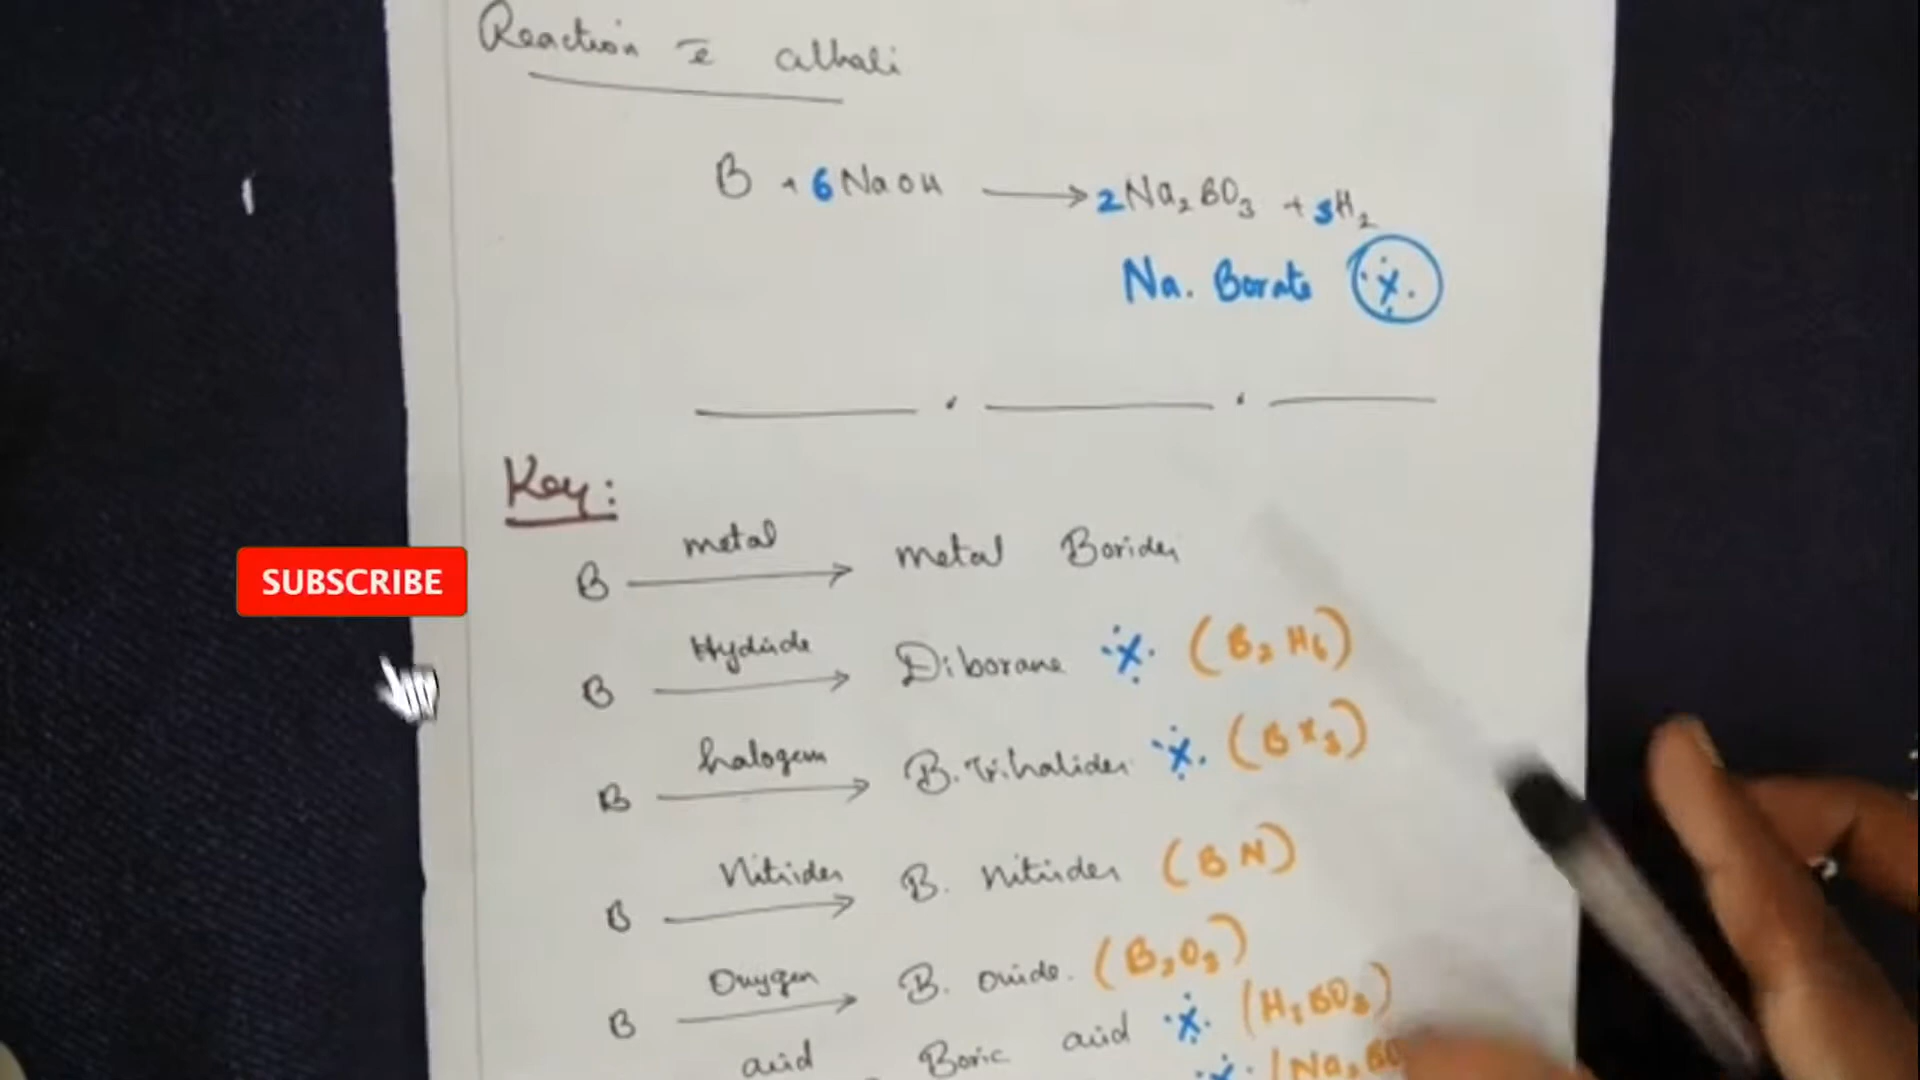 Reaction c̄ alkali
B + 6NaOH ⟶ 2Na₂BO₃ + 3H₂
Na. Borate
Key:
metal
B ⟶ metal Borides
Hydride
B ⟶ Diborane (B₂H₆)
SUBSCRIBE
halogen
B ⟶ B. Trihalides (BX₃)
Nitrides
B ⟶ B. nitrides (BN)
Oxygen
B ⟶ B. oxide. (B₂O₃)
acid Boric acid (H₃BO₃)